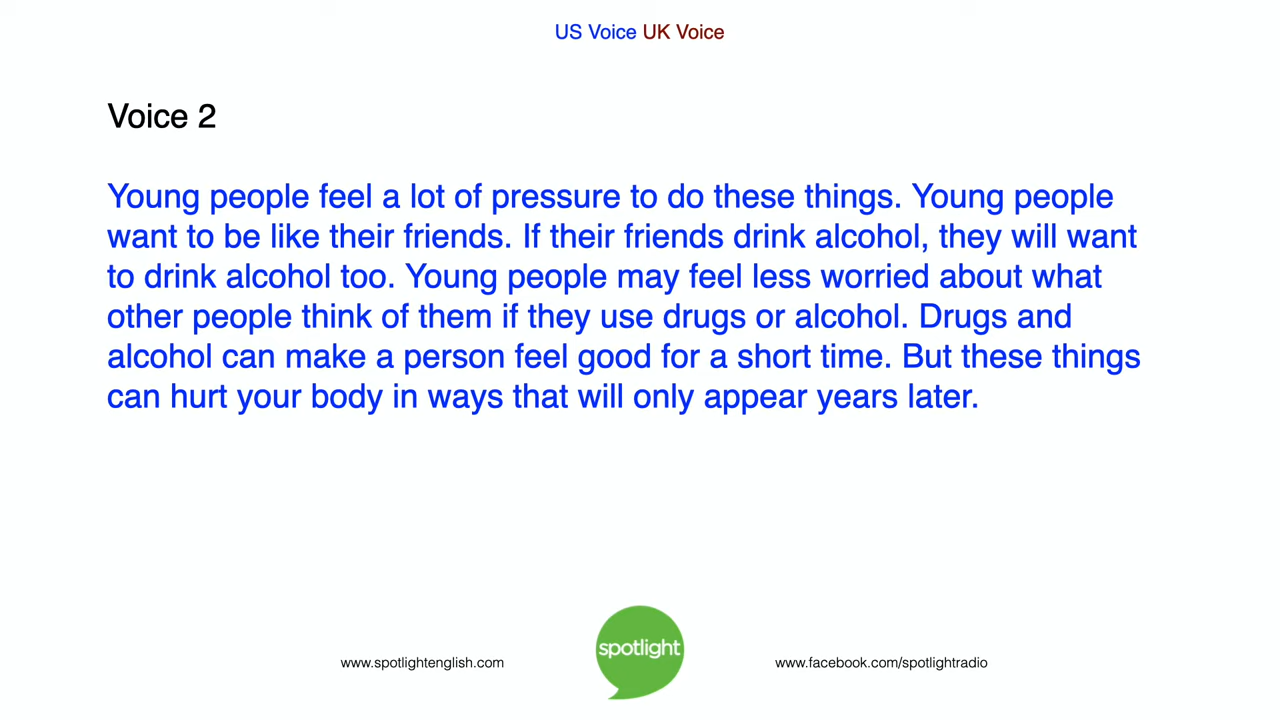 US Voice UK Voice
Voice 2
Young people feel a lot of pressure to do these things. Young people
want to be like their friends. If their friends drink alcohol, they will want
to drink alcohol too. Young people may feel less worried about what
other people think of them if they use drugs or alcohol. Drugs and
alcohol can make a person feel good for a short time. But these things
can hurt your body in ways that will only appear years later.
spotlight
www.spotlightenglish.com
www.facebook.com/spotlightradio